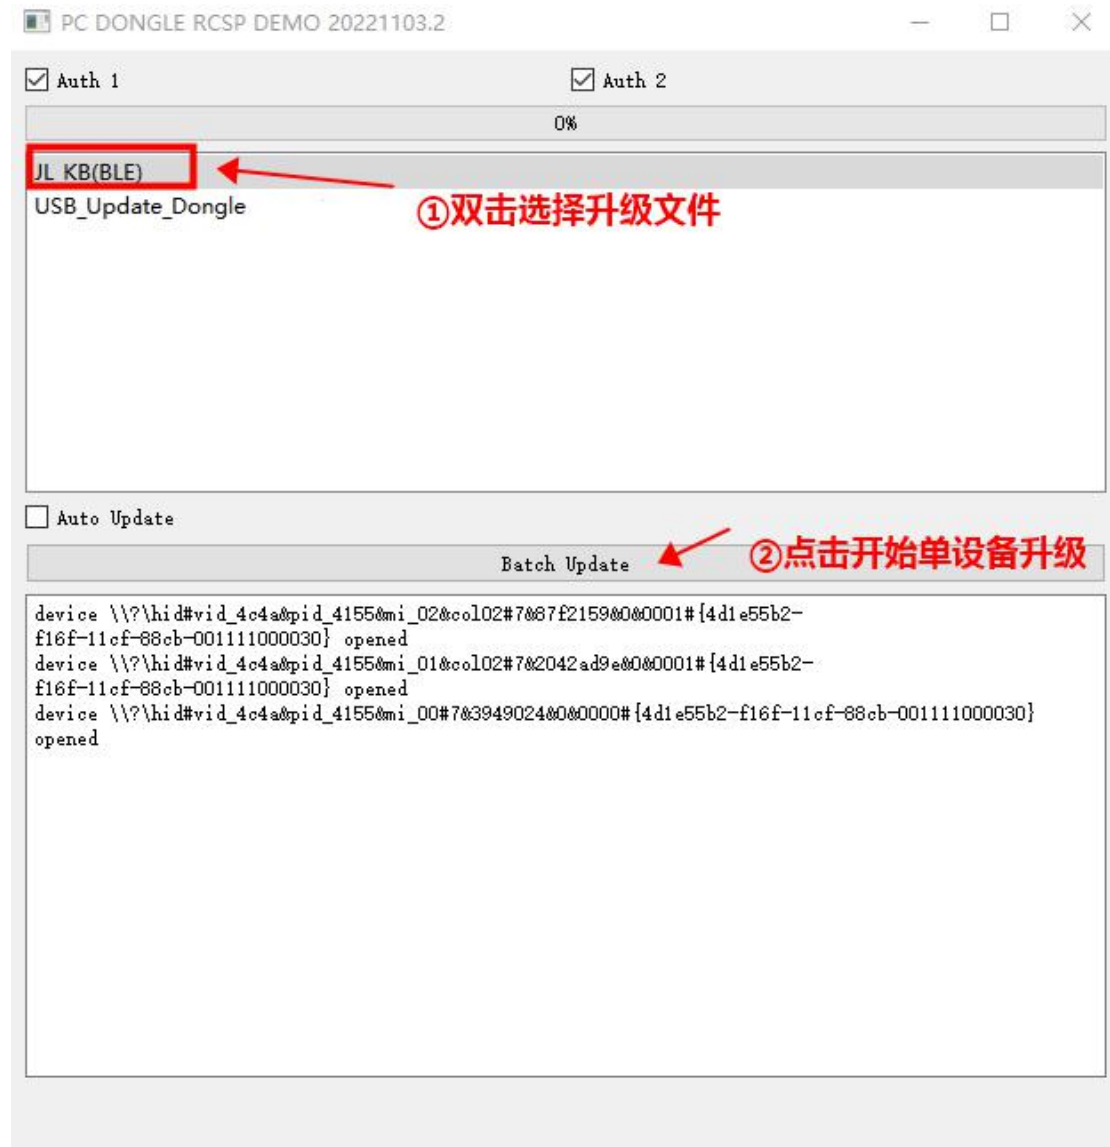 PC DONGLE RCSP DEMO 20221103.2
Auth 1
Auth 2
0%
JL_KB(BLE)
USB_Update_Dongle
①双击选择升级文件
Auto Update
Batch Update
②点击开始单设备升级
device \\?\hid#vid_4c4a&pid_4155&mi_02&col02#7&87f2159&0&0001#{4d1e55b2-
f16f-11cf-88cb-001111000030} opened
device \\?\hid#vid_4c4a&pid_4155&mi_01&col02#7&2042ad9e&0&0001#{4d1e55b2-
f16f-11cf-88cb-001111000030} opened
device \\?\hid#vid_4c4a&pid_4155&mi_00#7&3949024&0&0000#{4d1e55b2-f16f-11cf-88cb-001111000030}
opened